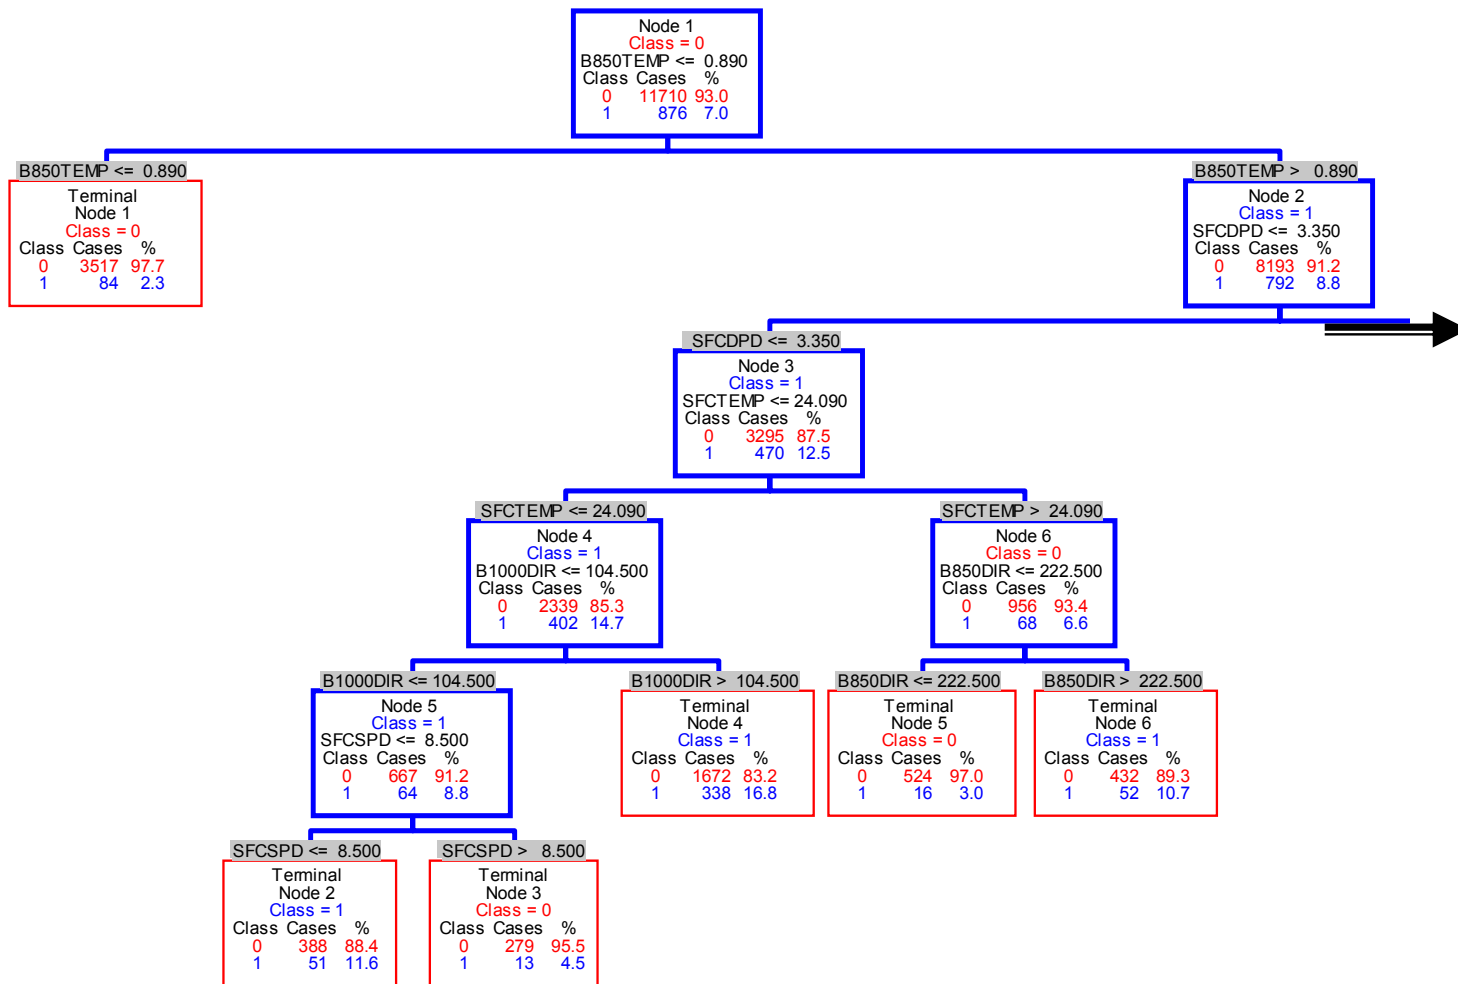 Node 1
Class = 0
B850TEMP <= 0.890
Class Cases %
0 11710 93.0
1 876 7.0
B850TEMP <= 0.890
Terminal
Node 1
Class = 0
Class Cases %
0 3517 97.7
1 84 2.3
B850TEMP > 0.890
Node 2
Class = 1
SFCDPD <= 3.350
Class Cases %
0 8193 91.2
1 792 8.8
SFCDPD <= 3.350
Node 3
Class = 1
SFCTEMP <= 24.090
Class Cases %
0 3295 87.5
1 470 12.5
SFCTEMP <= 24.090
Node 4
Class = 1
B1000DIR <= 104.500
Class Cases %
0 2339 85.3
1 402 14.7
SFCTEMP > 24.090
Node 6
Class = 0
B850DIR <= 222.500
Class Cases %
0 956 93.4
1 68 6.6
B1000DIR <= 104.500
Node 5
Class = 1
SFCSPD <= 8.500
Class Cases %
0 667 91.2
1 64 8.8
B1000DIR > 104.500
Terminal
Node 4
Class = 1
Class Cases %
0 1672 83.2
1 338 16.8
B850DIR <= 222.500
Terminal
Node 5
Class = 0
Class Cases %
0 524 97.0
1 16 3.0
B850DIR > 222.500
Terminal
Node 6
Class = 1
Class Cases %
0 432 89.3
1 52 10.7
SFCSPD <= 8.500
Terminal
Node 2
Class = 1
Class Cases %
0 388 88.4
1 51 11.6
SFCSPD > 8.500
Terminal
Node 3
Class = 0
Class Cases %
0 279 95.5
1 13 4.5